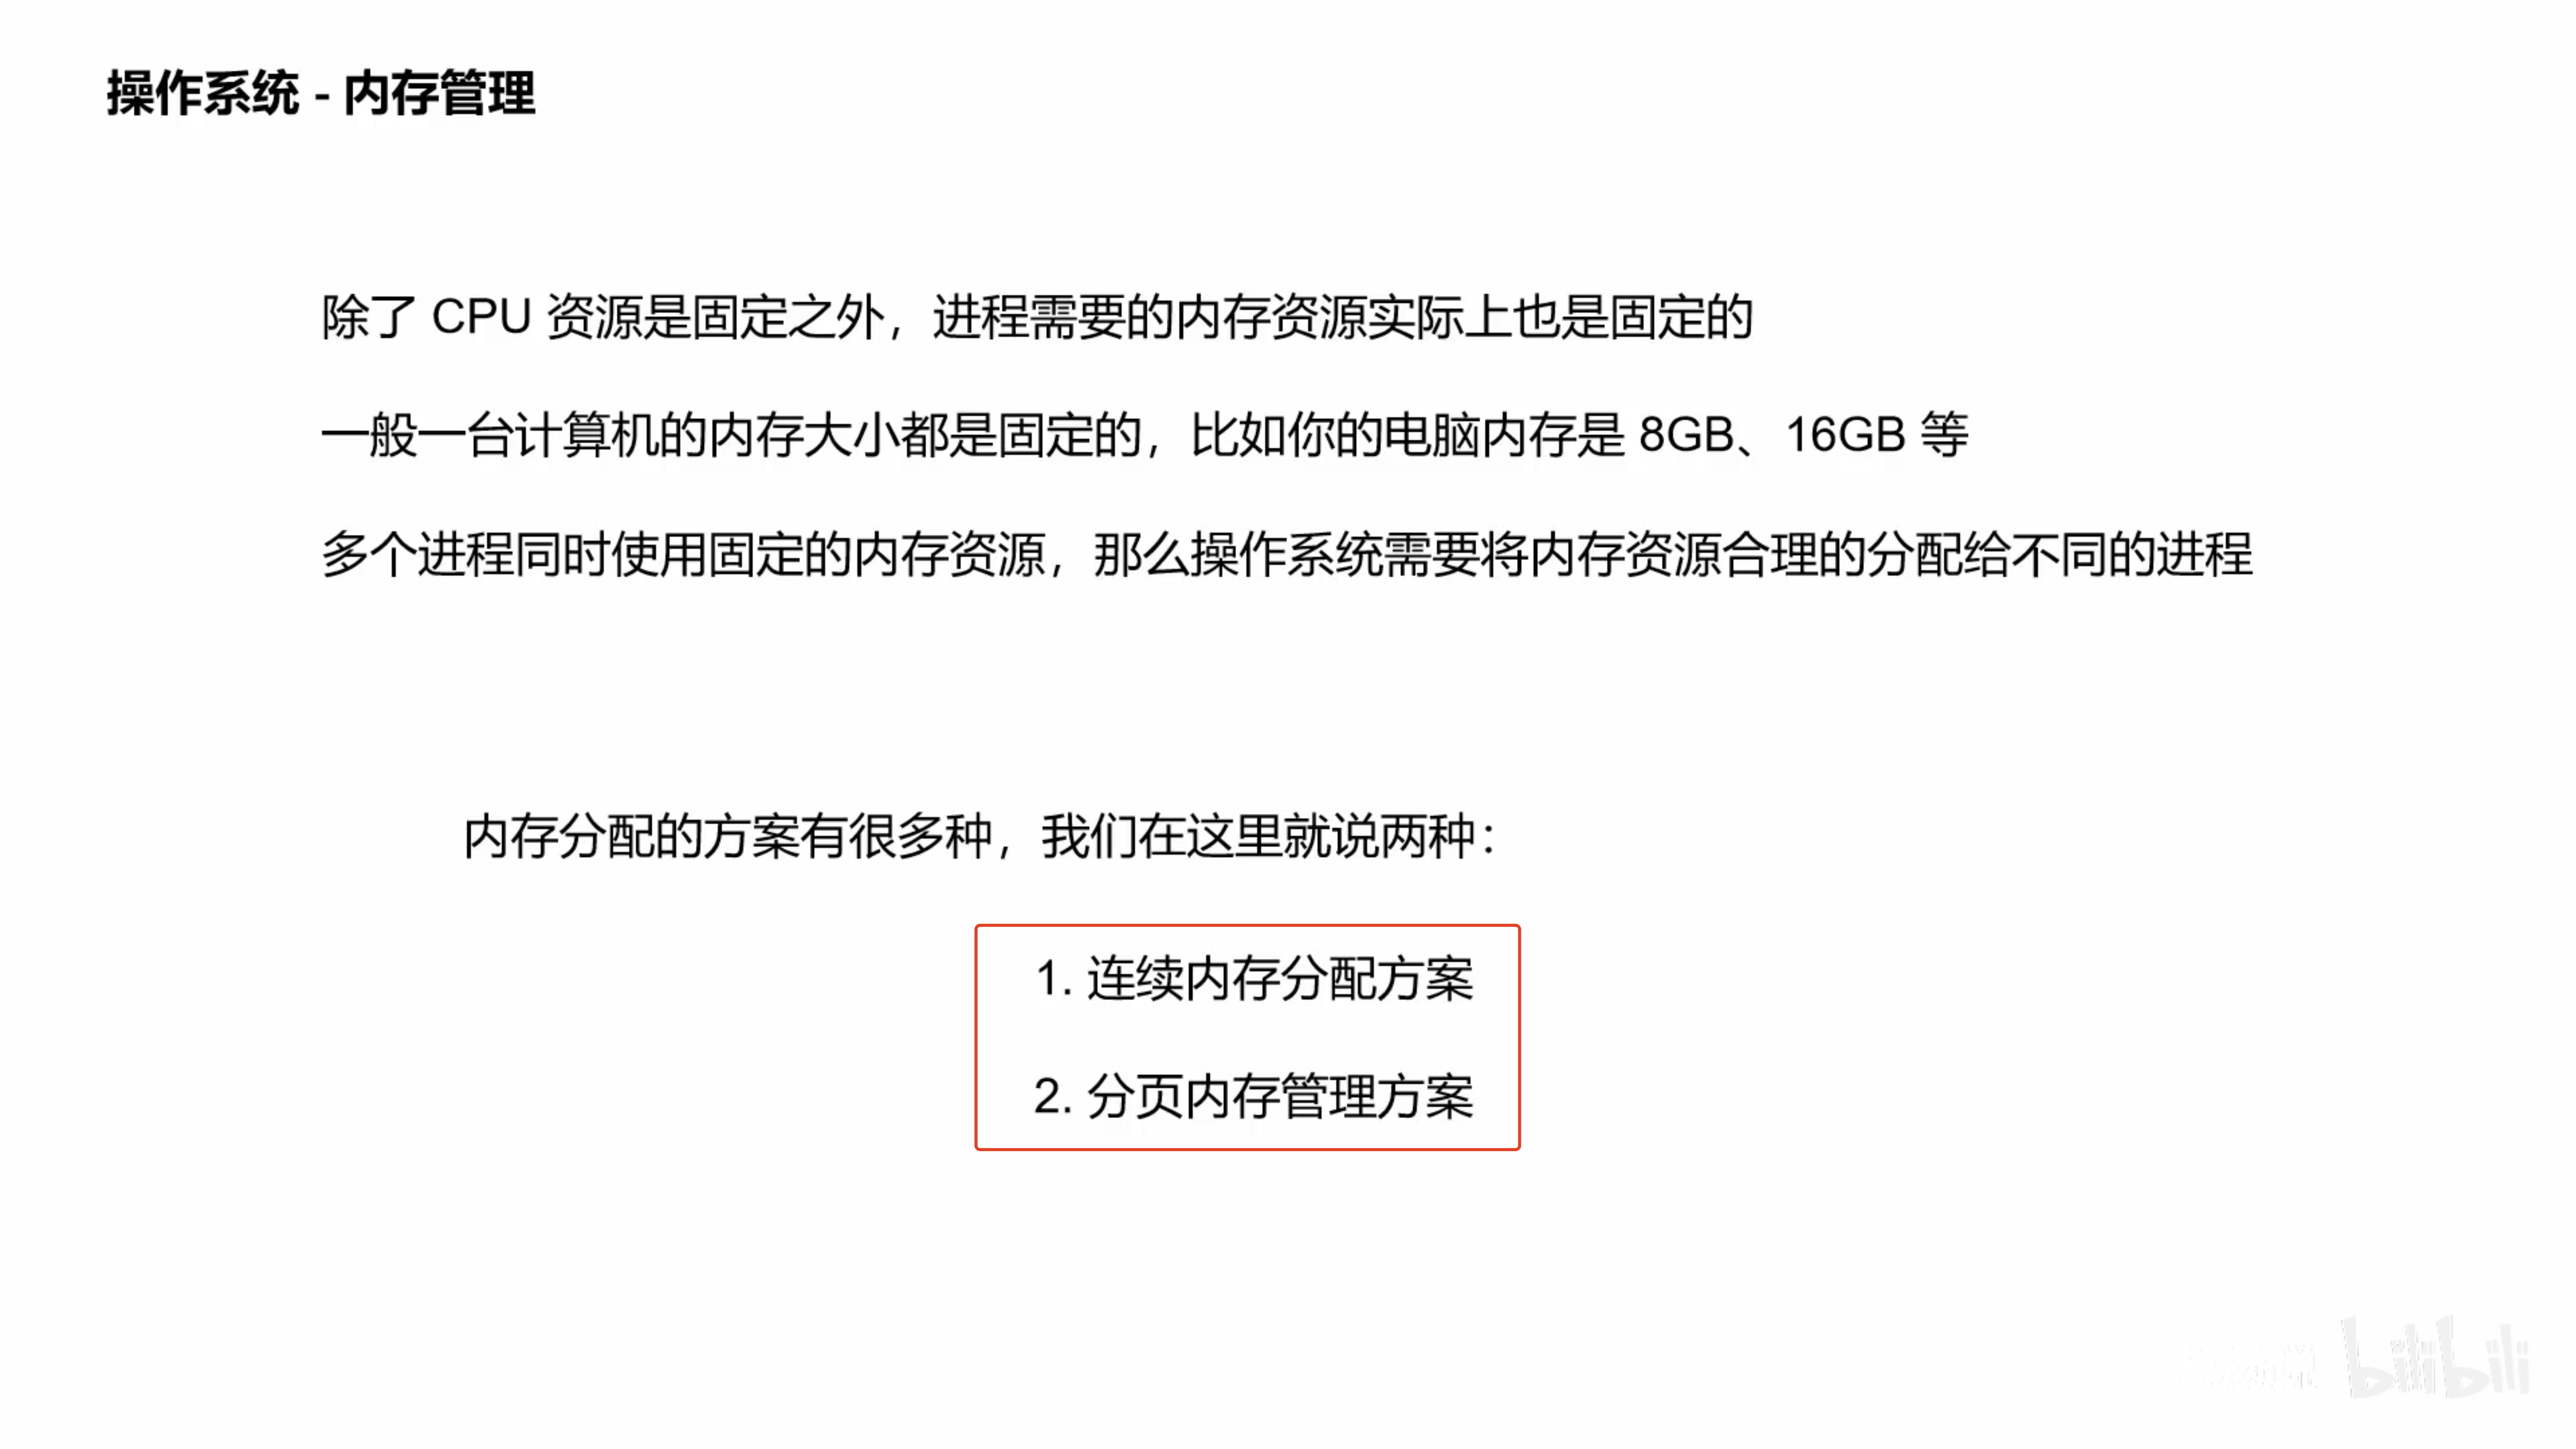 操作系统 - 内存管理
除了 CPU 资源是固定之外，进程需要的内存资源实际上也是固定的
一般一台计算机的内存大小都是固定的，比如你的电脑内存是 8GB、16GB 等
多个进程同时使用固定的内存资源，那么操作系统需要将内存资源合理的分配给不同的进程
内存分配的方案有很多种，我们在这里就说两种：
1. 连续内存分配方案
2. 分页内存管理方案
bilibili